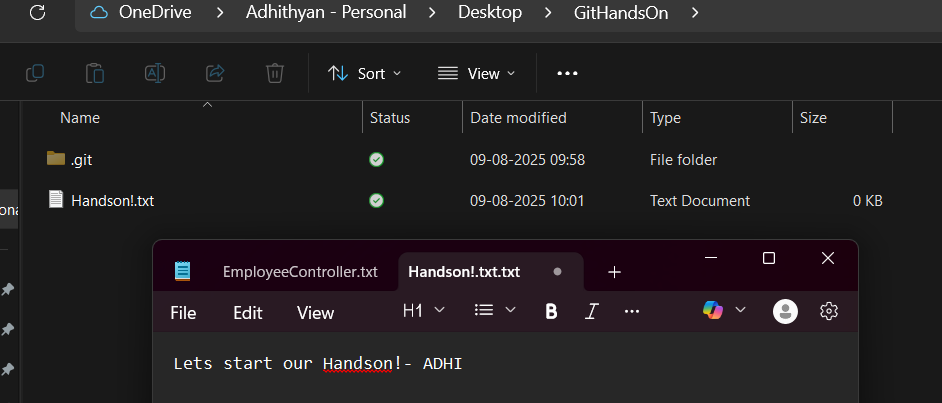 OneDrive > Adhithyan - Personal > Desktop > GitHandsOn >
Sort View
Name Status Date modified Type Size
.git 09-08-2025 09:58 File folder
Handson!.txt 09-08-2025 10:01 Text Document 0 KB
EmployeeController.txt Handson!.txt.txt
File Edit View H1 B I
Lets start our Handson!- ADHI